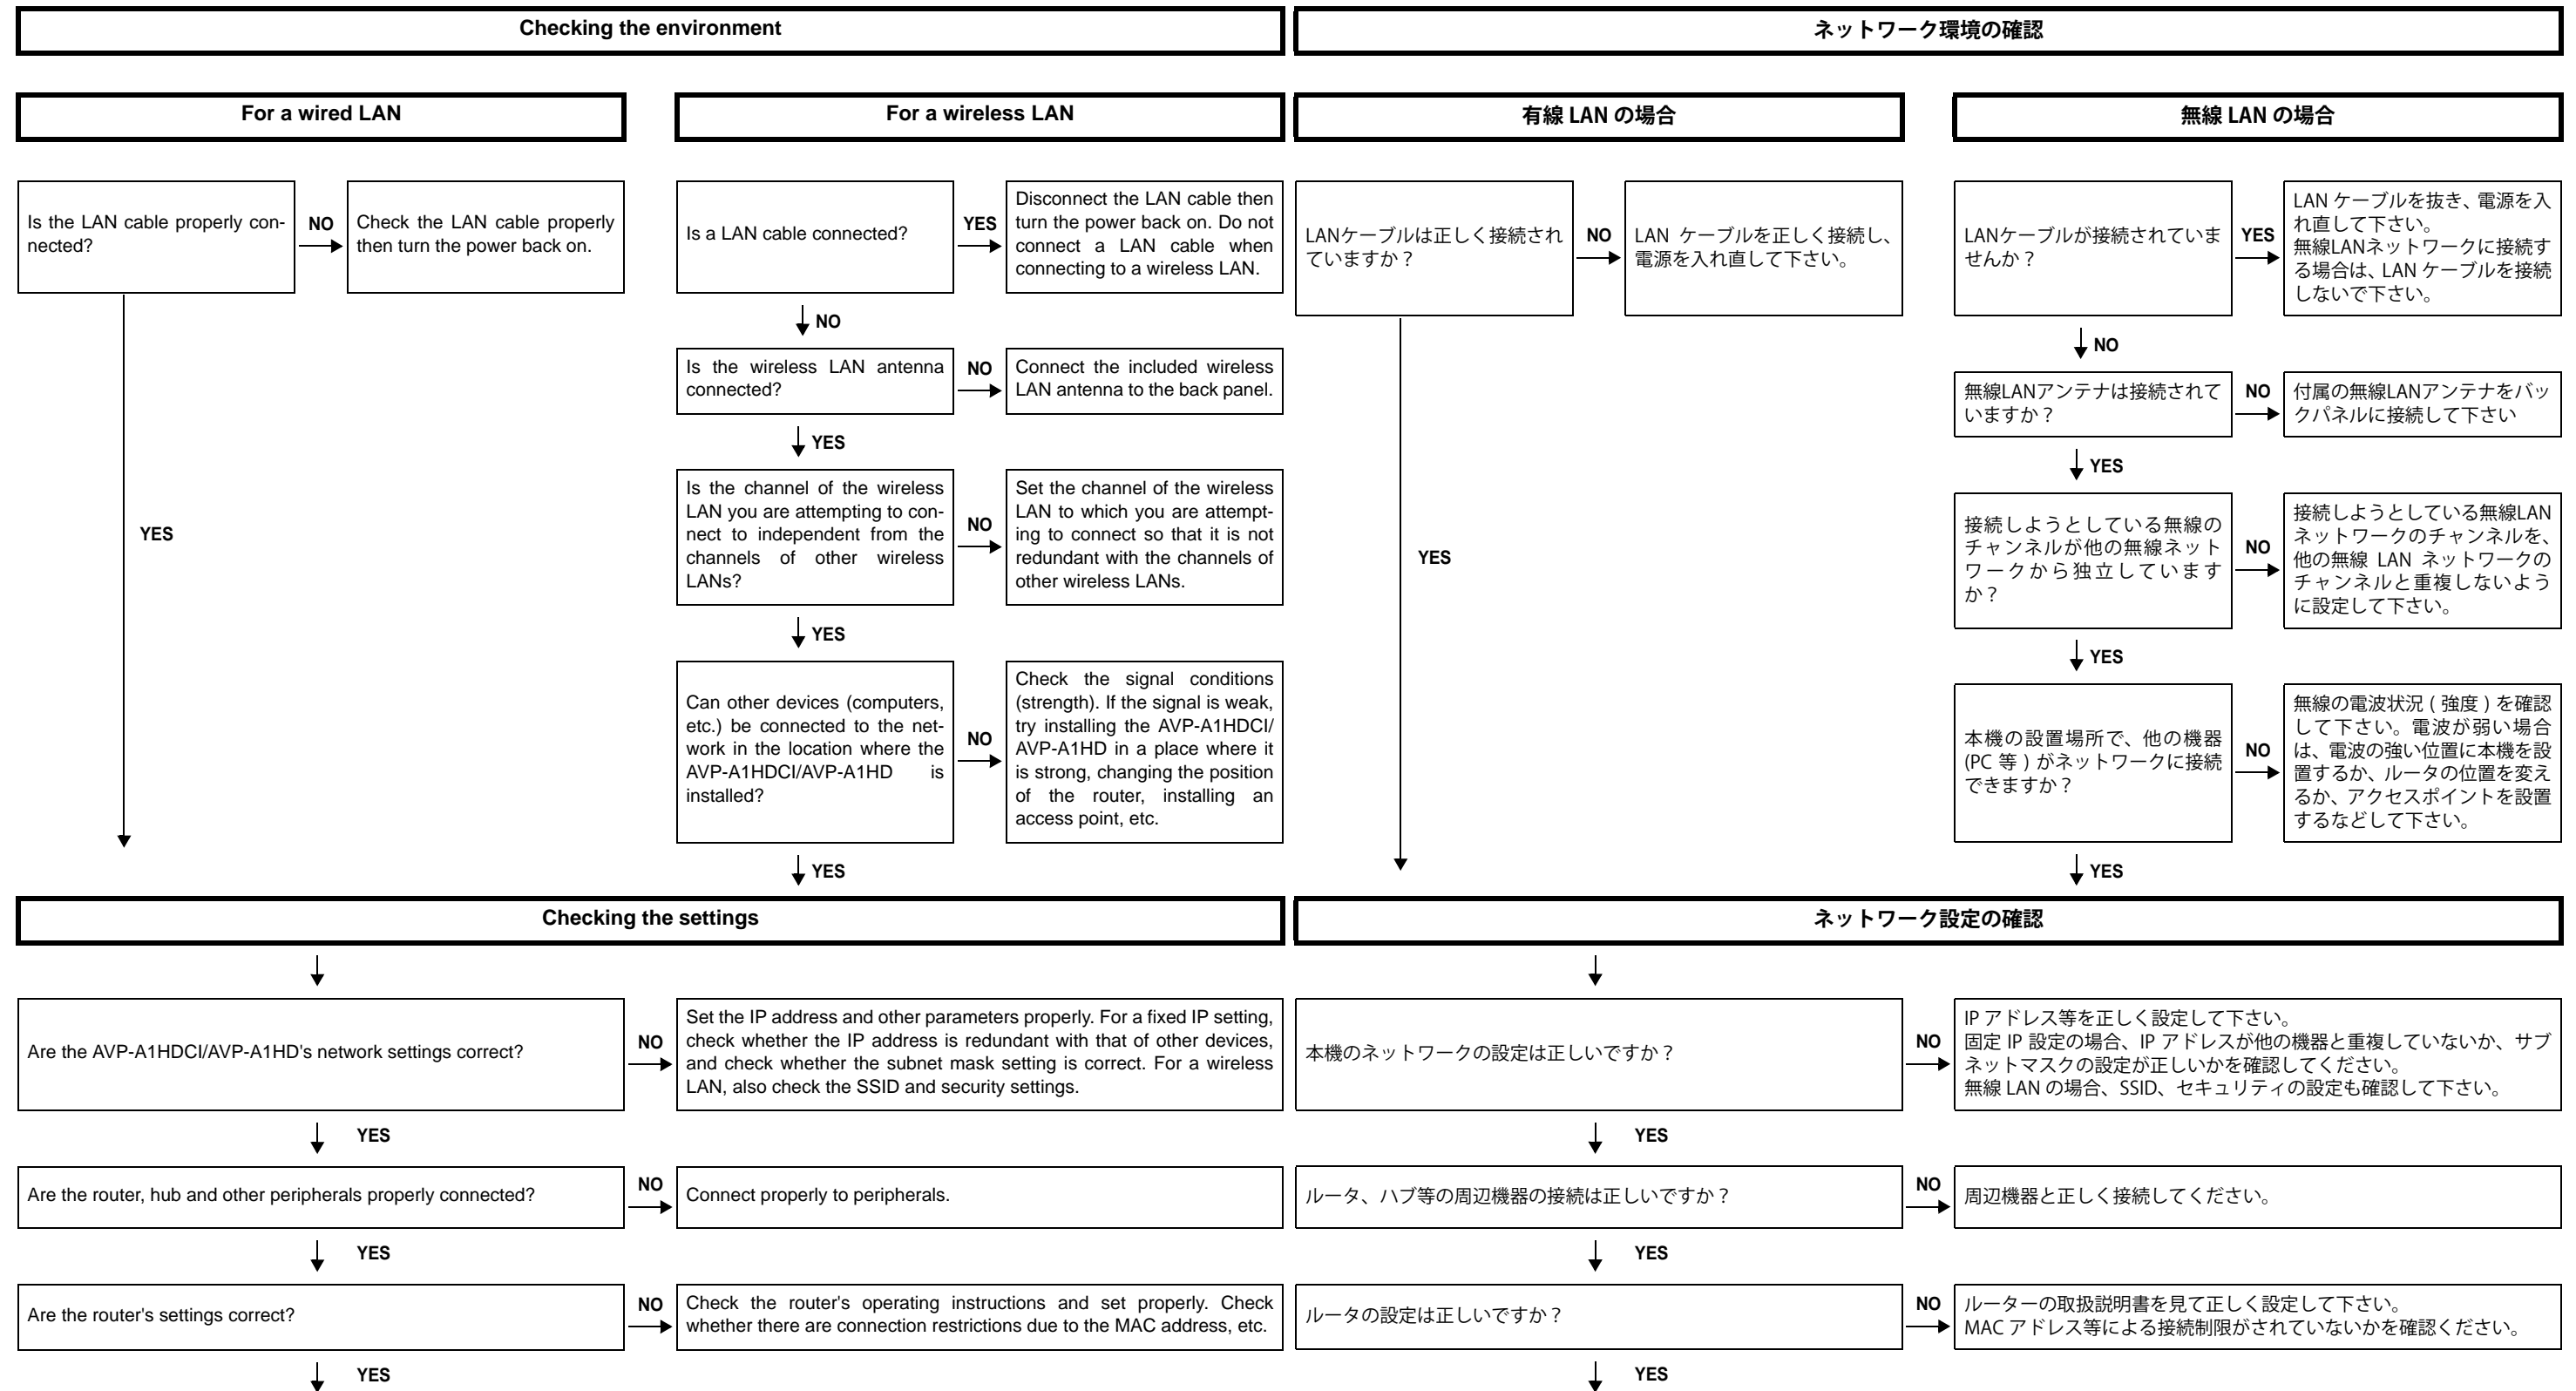 Checking the environment
For a wired LAN
For a wireless LAN
Is the LAN cable properly con-
nected?
NO
Check the LAN cable properly
then turn the power back on.
YES
Is a LAN cable connected?
YES
Disconnect the LAN cable then
turn the power back on. Do not
connect a LAN cable when
connecting to a wireless LAN.
NO
Is the wireless LAN antenna
connected?
NO
Connect the included wireless
LAN antenna to the back panel.
YES
Is the channel of the wireless
LAN you are attempting to con-
nect to independent from the
channels of other wireless
LANs?
NO
Set the channel of the wireless
LAN to which you are attempt-
ing to connect so that it is not
redundant with the channels of
other wireless LANs.
YES
Can other devices (computers,
etc.) be connected to the net-
work in the location where the
AVP-A1HDCI/AVP-A1HD is
installed?
NO
Check the signal conditions
(strength). If the signal is weak,
try installing the AVP-A1HDCI/
AVP-A1HD in a place where it
is strong, changing the position
of the router, installing an
access point, etc.
YES
Checking the settings
Are the AVP-A1HDCI/AVP-A1HD's network settings correct?
NO
Set the IP address and other parameters properly. For a fixed IP setting,
check whether the IP address is redundant with that of other devices,
and check whether the subnet mask setting is correct. For a wireless
LAN, also check the SSID and security settings.
YES
Are the router, hub and other peripherals properly connected?
NO
Connect properly to peripherals.
YES
Are the router's settings correct?
NO
Check the router's operating instructions and set properly. Check
whether there are connection restrictions due to the MAC address, etc.
YES
ネットワーク環境の確認
有線 LAN の場合
無線 LAN の場合
LANケーブルは正しく接続され
ていますか？
NO
LAN ケーブルを正しく接続し、
電源を入れ直して下さい。
YES
LANケーブルが接続されていま
せんか？
YES
LAN ケーブルを抜き、電源を入
れ直して下さい。
無線LANネットワークに接続す
る場合は、LAN ケーブルを接続
しないで下さい。
NO
無線LANアンテナは接続されて
いますか？
NO
付属の無線LANアンテナをバッ
クパネルに接続して下さい
YES
接続しようとしている無線の
チャンネルが他の無線ネット
ワークから独立しています
か？
NO
接続しようとしている無線LAN
ネットワークのチャンネルを、
他の無線 LAN ネットワークの
チャンネルと重複しないよう
に設定して下さい。
YES
本機の設置場所で、他の機器
(PC 等 ) がネットワークに接続
できますか？
NO
無線の電波状況 ( 強度 ) を確認
して下さい。電波が弱い場合
は、電波の強い位置に本機を設
置するか、ルータの位置を変え
るか、アクセスポイントを設置
するなどして下さい。
YES
ネットワーク設定の確認
本機のネットワークの設定は正しいですか？
NO
IP アドレス等を正しく設定して下さい。
固定 IP 設定の場合、IP アドレスが他の機器と重複していないか、サブ
ネットマスクの設定が正しいかを確認してください。
無線 LAN の場合、SSID、セキュリティの設定も確認して下さい。
YES
ルータ、ハブ等の周辺機器の接続は正しいですか？
NO
周辺機器と正しく接続してください。
YES
ルータの設定は正しいですか？
NO
ルーターの取扱説明書を見て正しく設定して下さい。
MAC アドレス等による接続制限がされていないかを確認ください。
YES